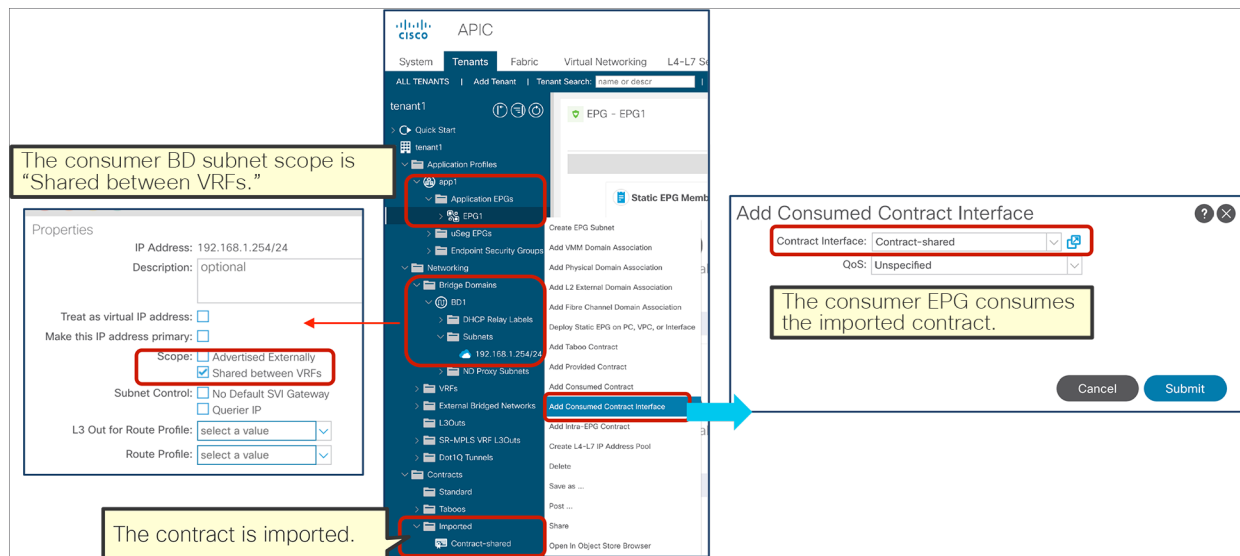 The consumer BD subnet scope is
“Shared between VRFs.”
Properties
IP Address: 192.168.1.254/24
Description: optional
Treat as virtual IP address:
Make this IP address primary:
Scope: Advertised Externally
Shared between VRFs
Subnet Control: No Default SVI Gateway
Querier IP
L3 Out for Route Profile: select a value
Route Profile: select a value
The contract is imported.
cisco APIC
System Tenants Fabric Virtual Networking L4-L7 Se
ALL TENANTS | Add Tenant | Tenant Search: name or descr |
tenant1
Quick Start
tenant1
Application Profiles
app1
Application EPGs
EPG1
uSeg EPGs
Endpoint Security Groups
Networking
Bridge Domains
BD1
DHCP Relay Labels
Subnets
192.168.1.254/24
ND Proxy Subnets
VRFs
External Bridged Networks
L3Outs
SR-MPLS VRF L3Outs
Dot1Q Tunnels
Contracts
Standard
Taboos
Imported
Contract-shared
EPG - EPG1
Static EPG Memb
Create EPG Subnet
Add VMM Domain Association
Add Physical Domain Association
Add L2 External Domain Association
Add Fibre Channel Domain Association
Deploy Static EPG on PC, VPC, or Interface
Add Taboo Contract
Add Provided Contract
Add Consumed Contract
Add Consumed Contract Interface
Add Intra-EPG Contract
Create L4-L7 IP Address Pool
Delete
Save as ...
Post ...
Share
Open In Object Store Browser
Add Consumed Contract Interface
Contract Interface: Contract-shared
QoS: Unspecified
The consumer EPG consumes
the imported contract.
Cancel Submit